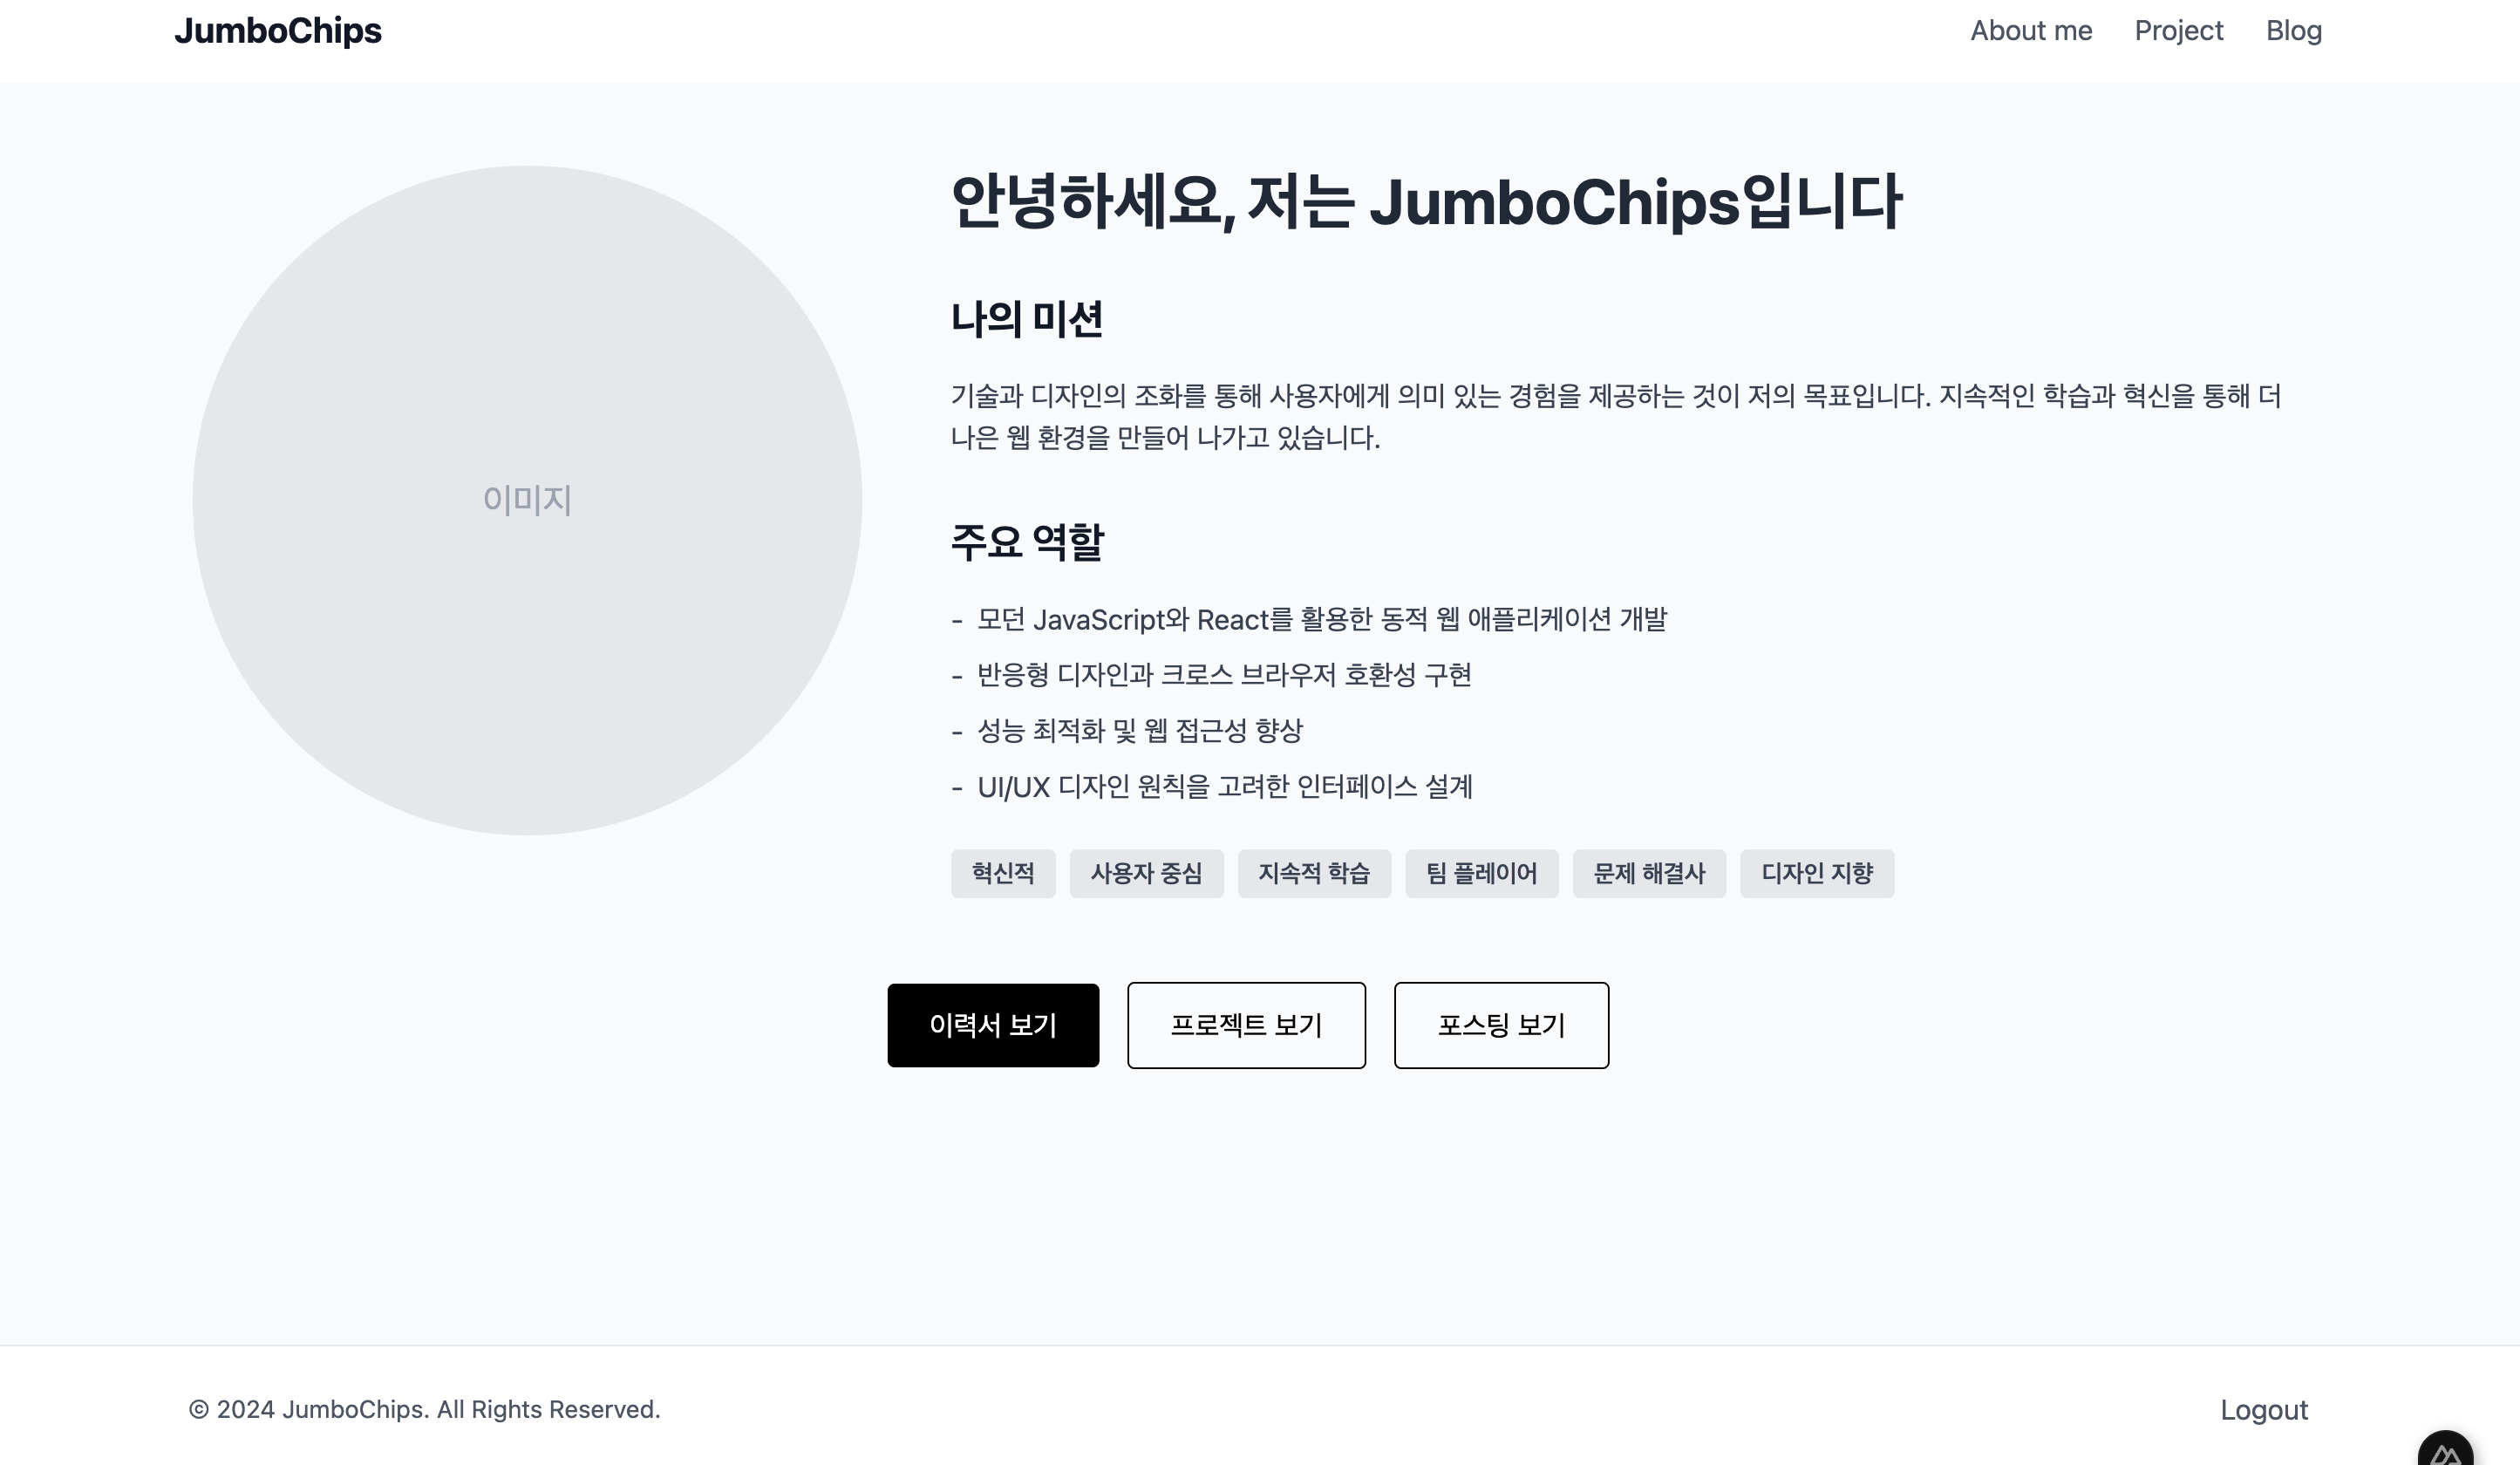 JumboChips
About me Project Blog
안녕하세요, 저는 JumboChips입니다
나의 미션
기술과 디자인의 조화를 통해 사용자에게 의미 있는 경험을 제공하는 것이 저의 목표입니다. 지속적인 학습과 혁신을 통해 더
나은 웹 환경을 만들어 나가고 있습니다.
이미지
주요 역할
- 모던 JavaScript와 React를 활용한 동적 웹 애플리케이션 개발
- 반응형 디자인과 크로스 브라우저 호환성 구현
- 성능 최적화 및 웹 접근성 향상
- UI/UX 디자인 원칙을 고려한 인터페이스 설계
혁신적 사용자 중심 지속적 학습 팀 플레이어 문제 해결사 디자인 지향
이력서 보기 프로젝트 보기 포스팅 보기
© 2024 JumboChips. All Rights Reserved.
Logout